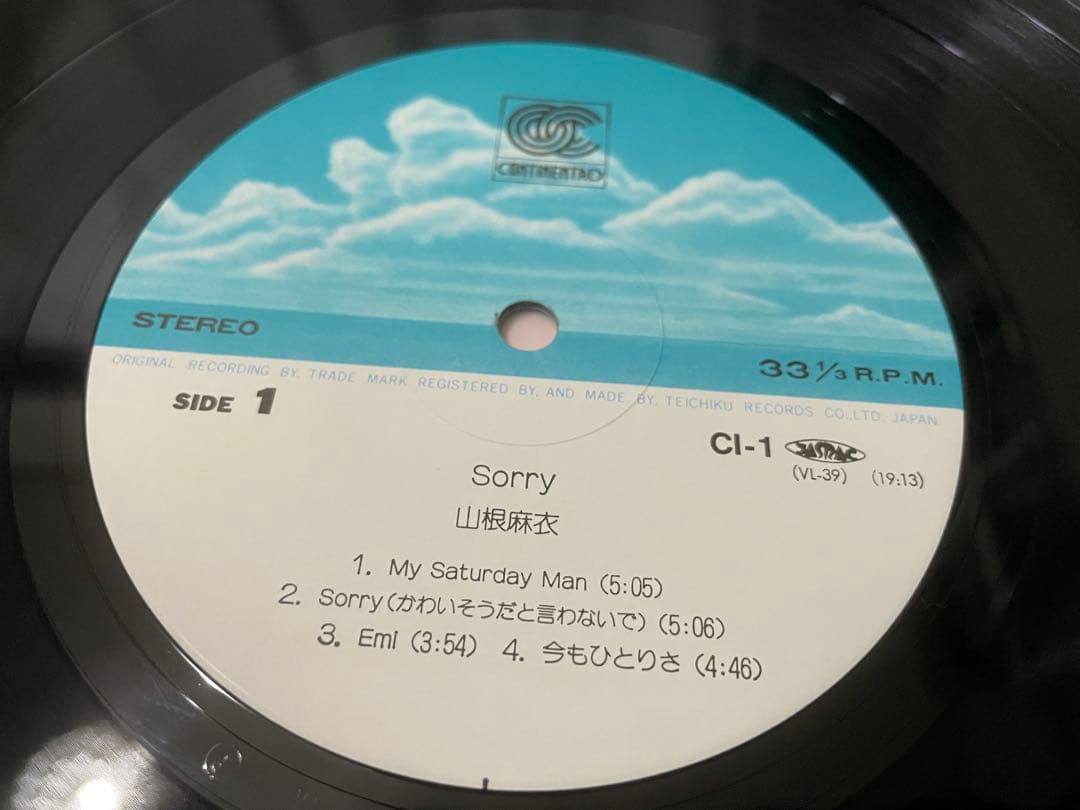 CONTINENTAL
STEREO
33 1/3 R.P.M.
ORIGINAL RECORDING BY. TRADE MARK REGISTERED BY. AND MADE BY. TEICHIKU RECORDS CO.,LTD. JAPAN
SIDE 1
CI-1 JASRAC
(VL-39) (19:13)
Sorry
山根麻衣
1. My Saturday Man (5:05)
2. Sorry(かわいそうだと言わないで) (5:06)
3. Emi (3:54) 4. 今もひとりさ (4:46)